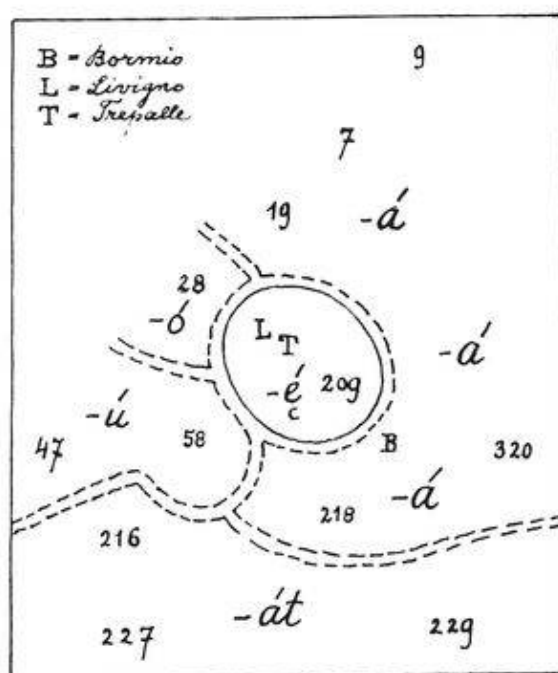 B = Bormio
L = Livigno
T = Trepalle
9
7
19
-á
28
-ó
L
T
-á
-é
c
209
-ú
47
58
B
320
-á
218
216
-át
227
229